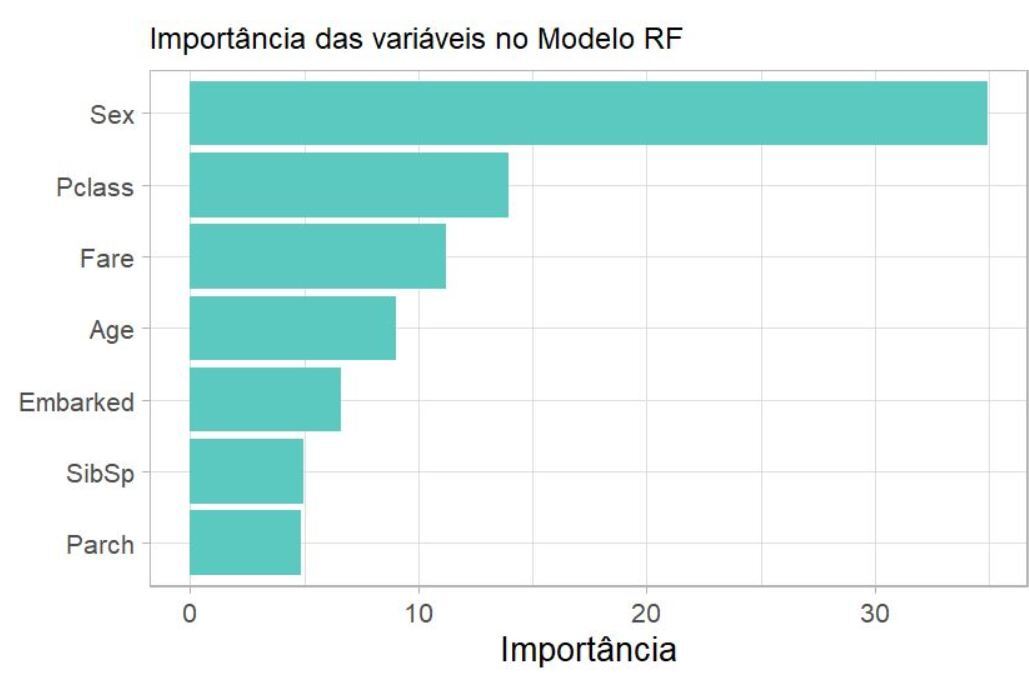 Importância das variáveis no Modelo RF
Sex
Pclass
Fare
Age
Embarked
SibSp
Parch
0 10 20 30
Importância